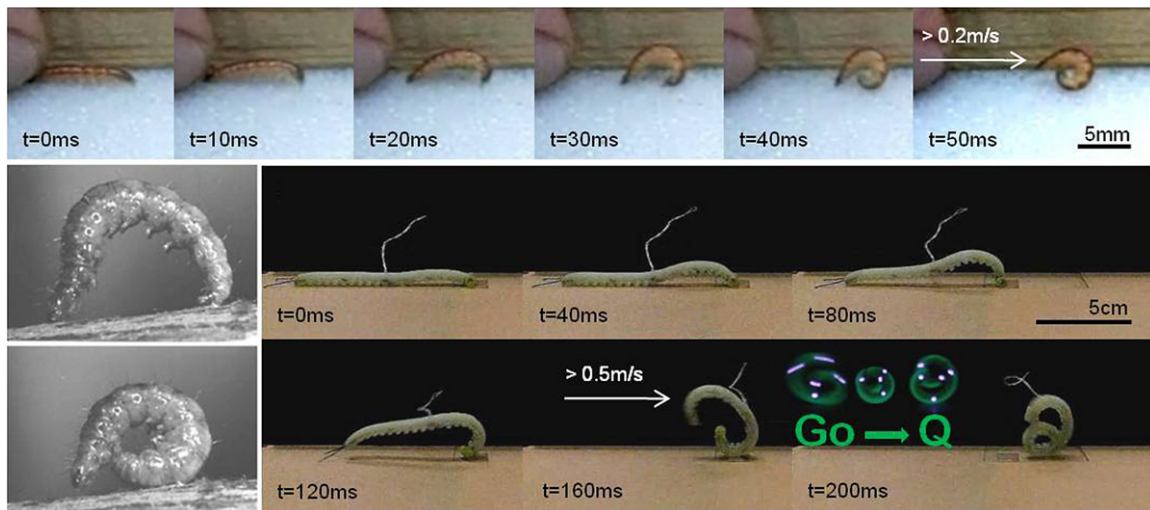 t=0ms
t=10ms
t=20ms
t=30ms
t=40ms
> 0.2m/s
t=50ms
5mm
t=0ms
t=40ms
t=80ms
5cm
t=120ms
> 0.5m/s
t=160ms
Go → Q
t=200ms